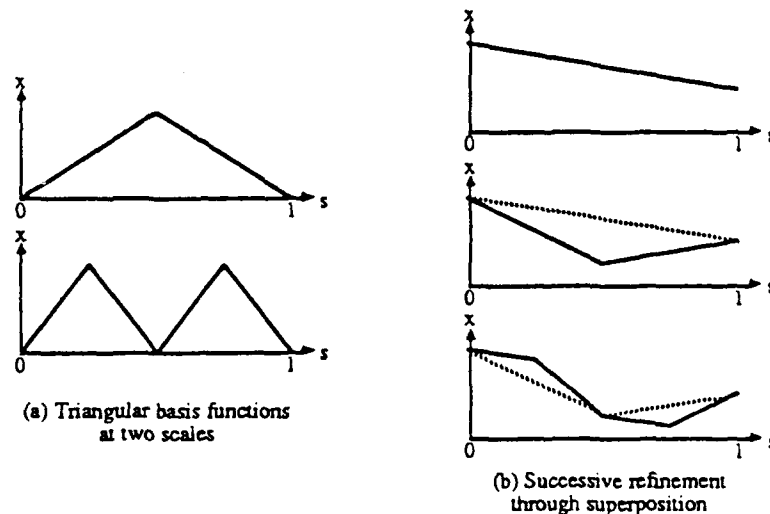 x
0
1
s
x
0
1
s
(a) Triangular basis functions
at two scales
x
0
1
s
x
0
1
s
x
0
1
s
(b) Successive refinement
through superposition